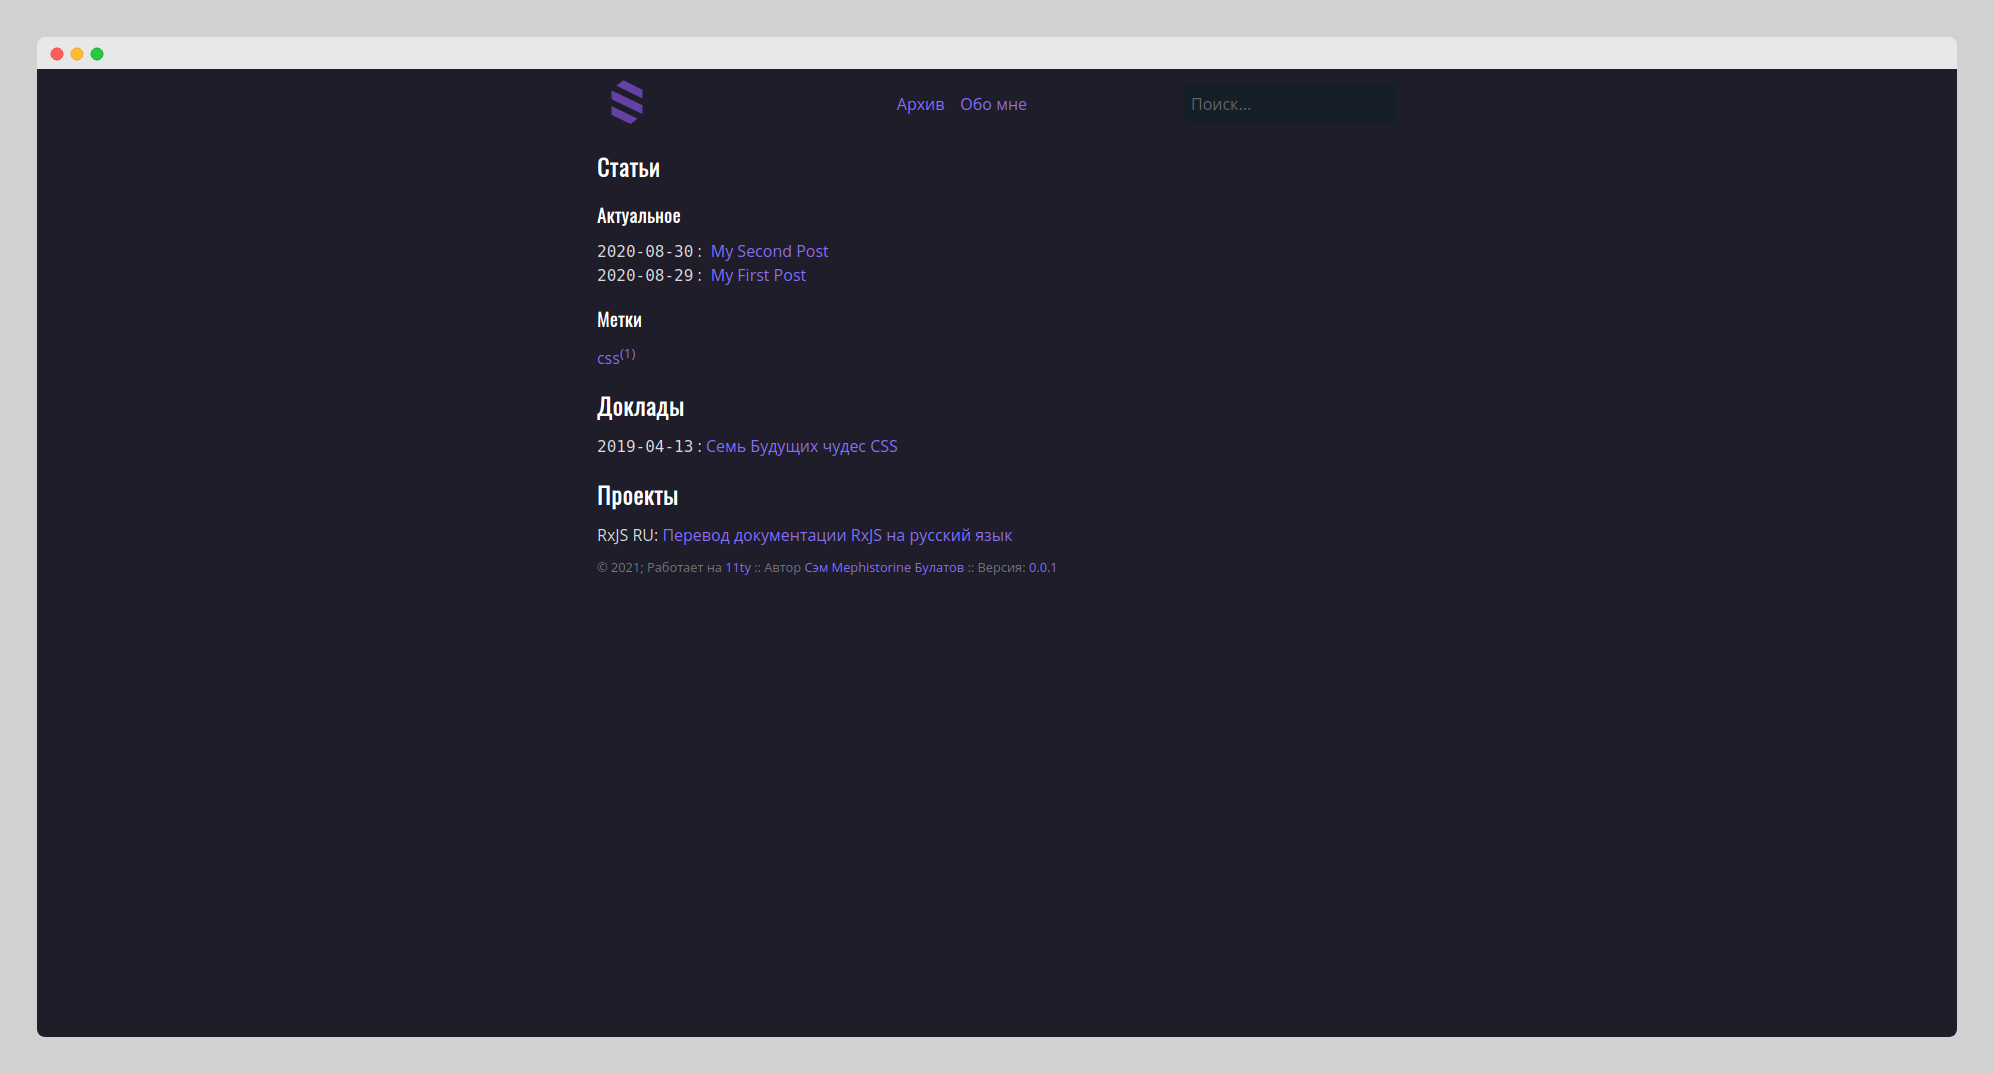 Архив Обо мне Поиск...
Статьи
Актуальное
2020-08-30 : My Second Post
2020-08-29 : My First Post
Метки
css(1)
Доклады
2019-04-13 : Семь Будущих чудес CSS
Проекты
RxJS RU: Перевод документации RxJS на русский язык
© 2021; Работает на 11ty :: Автор Сэм Mephistorine Булатов :: Версия: 0.0.1